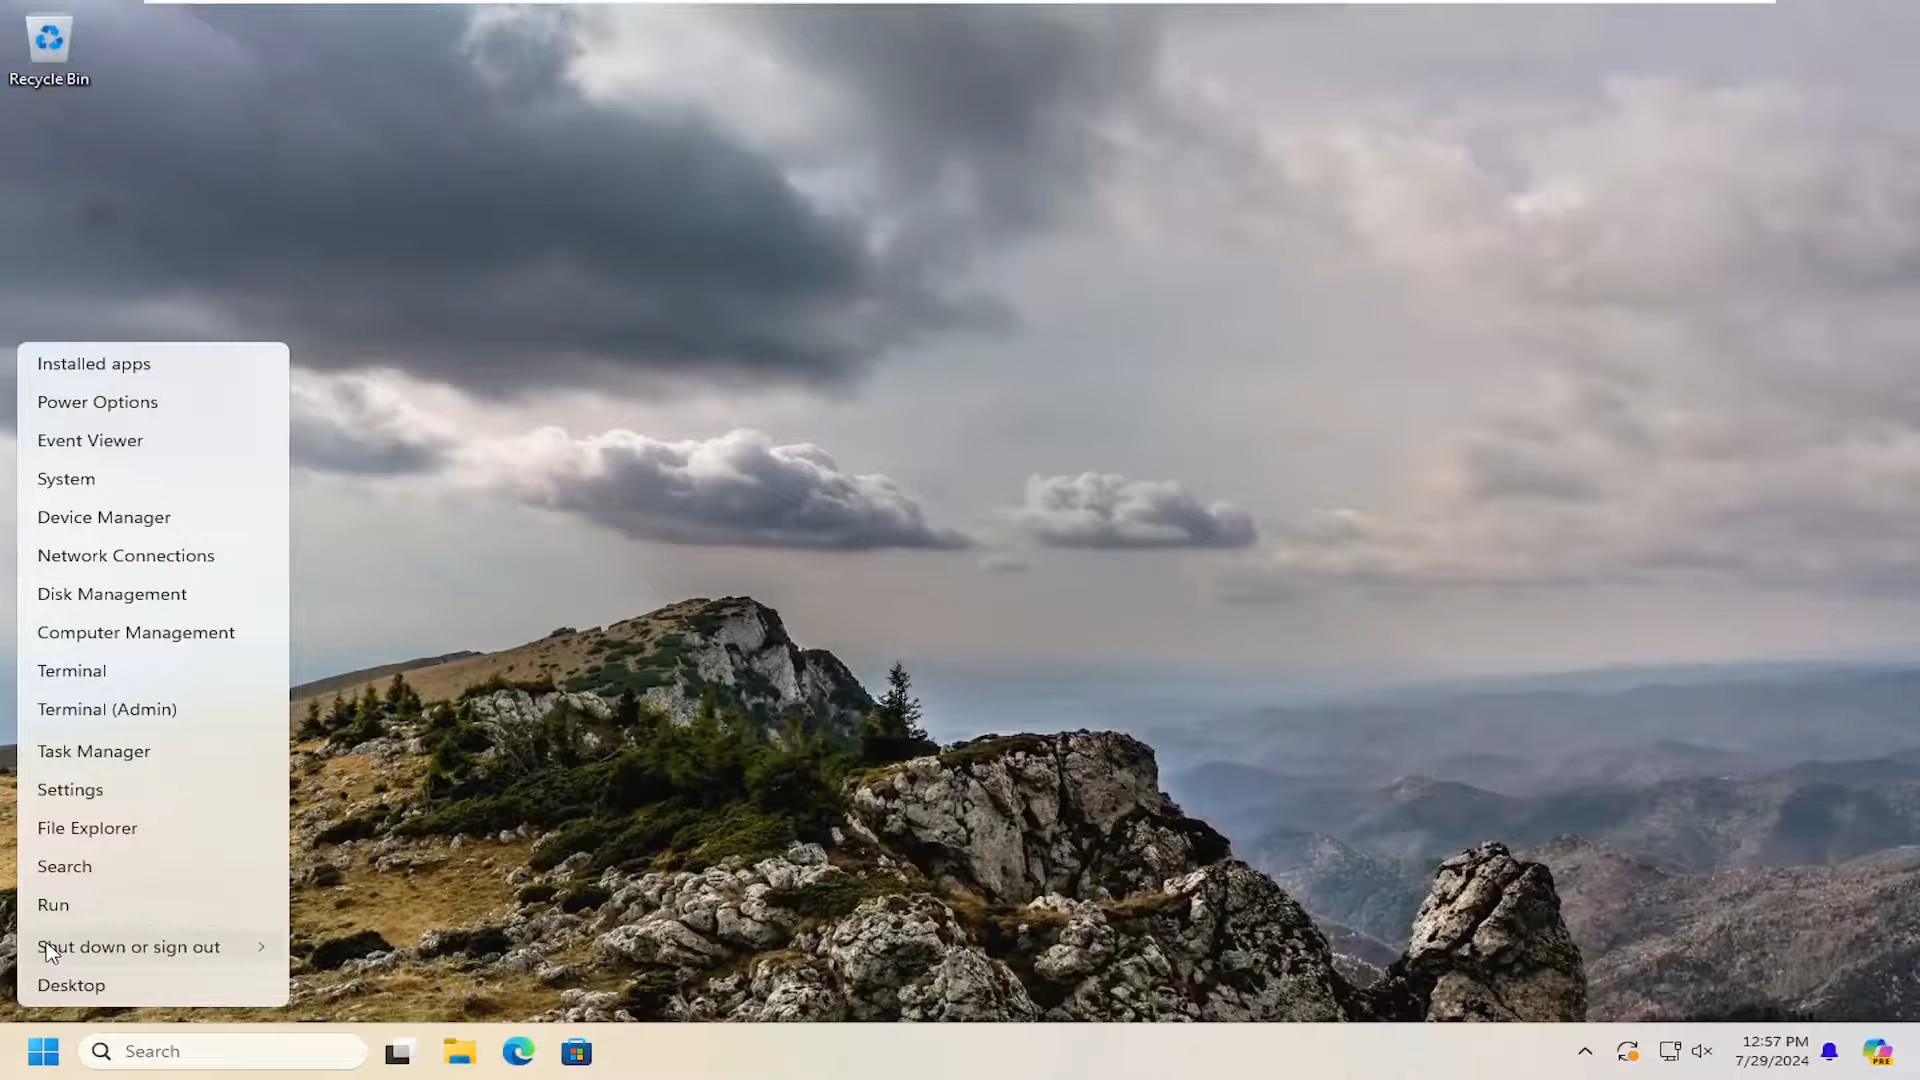 Recycle Bin
Installed apps
Power Options
Event Viewer
System
Device Manager
Network Connections
Disk Management
Computer Management
Terminal
Terminal (Admin)
Task Manager
Settings
File Explorer
Search
Run
Shut down or sign out
Desktop
Search
12:57 PM
7/29/2024
PRE